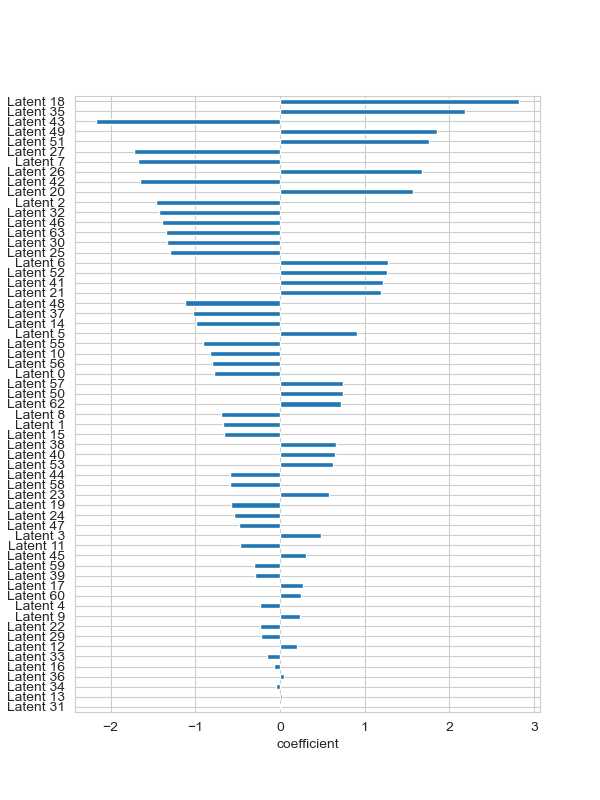 Latent 18
Latent 35
Latent 43
Latent 49
Latent 51
Latent 27
Latent 7
Latent 26
Latent 42
Latent 20
Latent 2
Latent 32
Latent 46
Latent 63
Latent 30
Latent 25
Latent 6
Latent 52
Latent 41
Latent 21
Latent 48
Latent 37
Latent 14
Latent 5
Latent 55
Latent 10
Latent 56
Latent 0
Latent 57
Latent 50
Latent 62
Latent 8
Latent 1
Latent 15
Latent 38
Latent 40
Latent 53
Latent 44
Latent 58
Latent 23
Latent 19
Latent 24
Latent 47
Latent 3
Latent 11
Latent 45
Latent 59
Latent 39
Latent 17
Latent 60
Latent 4
Latent 9
Latent 22
Latent 29
Latent 12
Latent 33
Latent 16
Latent 36
Latent 34
Latent 13
Latent 31
−2 −1 0 1 2 3
coefficient